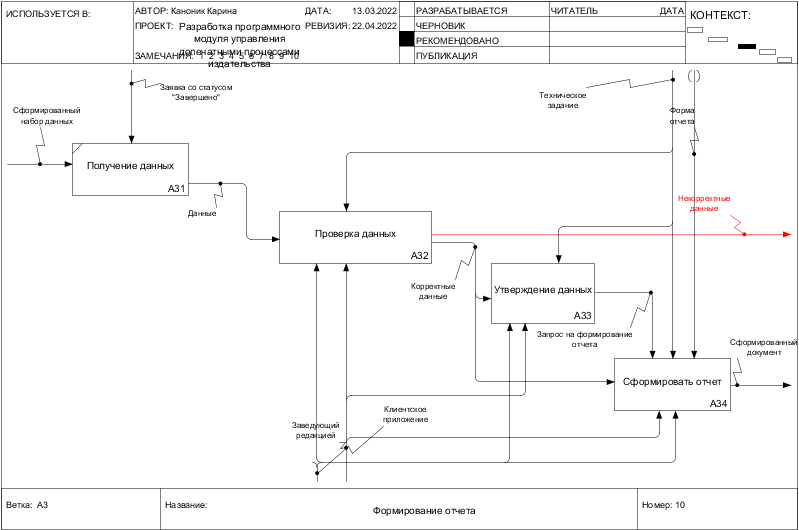 ИСПОЛЬЗУЕТСЯ В:
АВТОР: Каноник Карина
ДАТА: 13.03.2022
ПРОЕКТ: Разработка программного
модуля управления
допечатными процессами
издательства
РЕВИЗИЯ: 22.04.2022
ЗАМЕЧАНИЯ: 1 2 3 4 5 6 7 8 9 10
РАЗРАБАТЫВАЕТСЯ
ЧЕРНОВИК
РЕКОМЕНДОВАНО
ПУБЛИКАЦИЯ
ЧИТАТЕЛЬ ДАТА
КОНТЕКСТ:
Заявка со статусом
"Завершено"
Техническое
задание
Форма
отчета
Сформированный
набор данных
Получение данных
A31
Данные
Некорректные
данные
Проверка данных
A32
Корректные
данные
Утверждение данных
A33
Запрос на формирование
отчета
Сформированный
документ
Сформировать отчет
A34
Клиентское
приложение
Заведующий
редакцией
Ветка: A3
Название:
Формирование отчета
Номер: 10